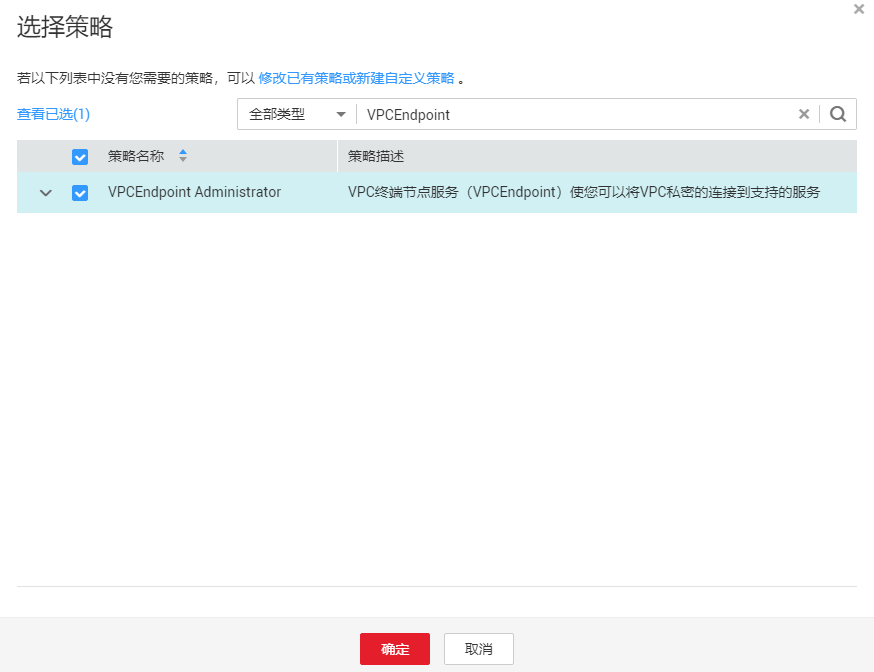 选择策略
若以下列表中没有您需要的策略，可以 修改已有策略或新建自定义策略 。
查看已选(1) 全部类型 VPCEndpoint
策略名称 策略描述
VPCEndpoint Administrator VPC终端节点服务（VPCEndpoint）使您可以将VPC私密的连接到支持的服务
确定 取消